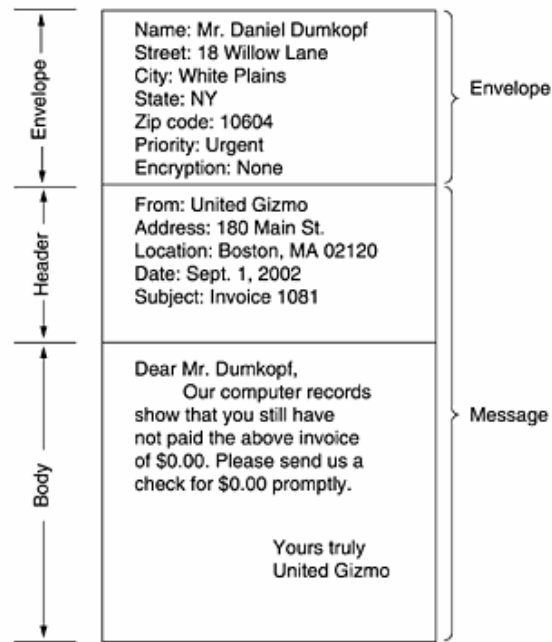 Envelope
Name: Mr. Daniel Dumkopf
Street: 18 Willow Lane
City: White Plains
State: NY
Zip code: 10604
Priority: Urgent
Encryption: None
Envelope
Header
From: United Gizmo
Address: 180 Main St.
Location: Boston, MA 02120
Date: Sept. 1, 2002
Subject: Invoice 1081
Body
Dear Mr. Dumkopf,
Our computer records
show that you still have
not paid the above invoice
of $0.00. Please send us a
check for $0.00 promptly.
Yours truly
United Gizmo
Message